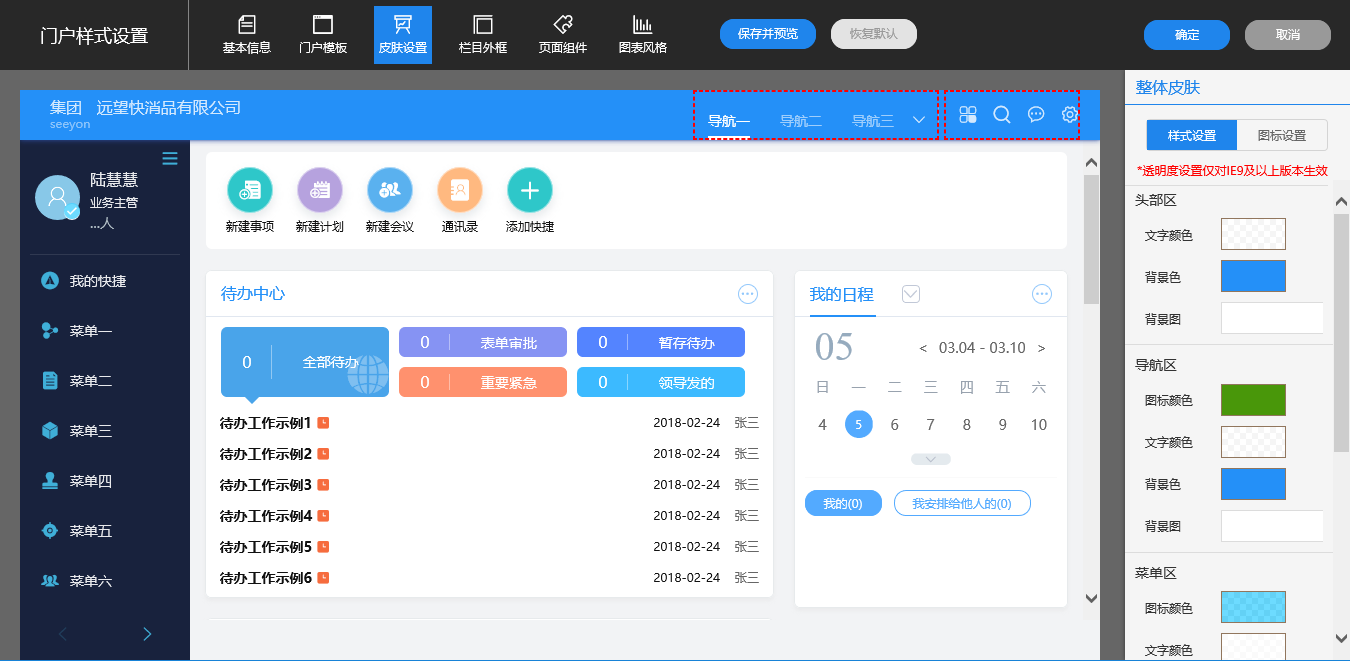 门户样式设置
基本信息 门户模板 皮肤设置 栏目外框 页面组件 图表风格
保存并预览 恢复默认 确定 取消
集团 远望快消品有限公司
seeyon
导航一 导航二 导航三
陆慧慧
业务主管
...人
我的快捷
菜单一
菜单二
菜单三
菜单四
菜单五
菜单六
新建事项 新建计划 新建会议 通讯录 添加快捷
待办中心
0 全部待办
0 表单审批
0 暂存待办
0 重要紧急
0 领导发的
待办工作示例1 2018-02-24 张三
待办工作示例2 2018-02-24 张三
待办工作示例3 2018-02-24 张三
待办工作示例4 2018-02-24 张三
待办工作示例5 2018-02-24 张三
待办工作示例6 2018-02-24 张三
我的日程
05 < 03.04 - 03.10 >
日 一 二 三 四 五 六
4 5 6 7 8 9 10
我的(0) 我安排给他人的(0)
整体皮肤
样式设置 图标设置
*透明度设置仅对IE9及以上版本生效
头部区
文字颜色
背景色
背景图
导航区
图标颜色
文字颜色
背景色
背景图
菜单区
图标颜色
文字颜色